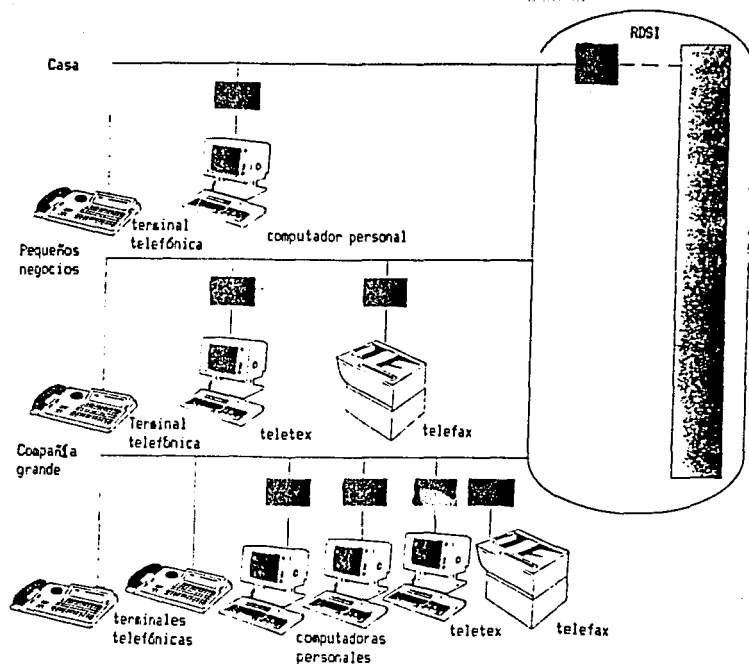 RDSI
Casa
terminal
telefónica
computador personal
Pequeños
negocios
Terminal
telefónica
teletex
telefax
Compañía
grande
terminales
telefónicas
computadoras
personales
teletex
telefax